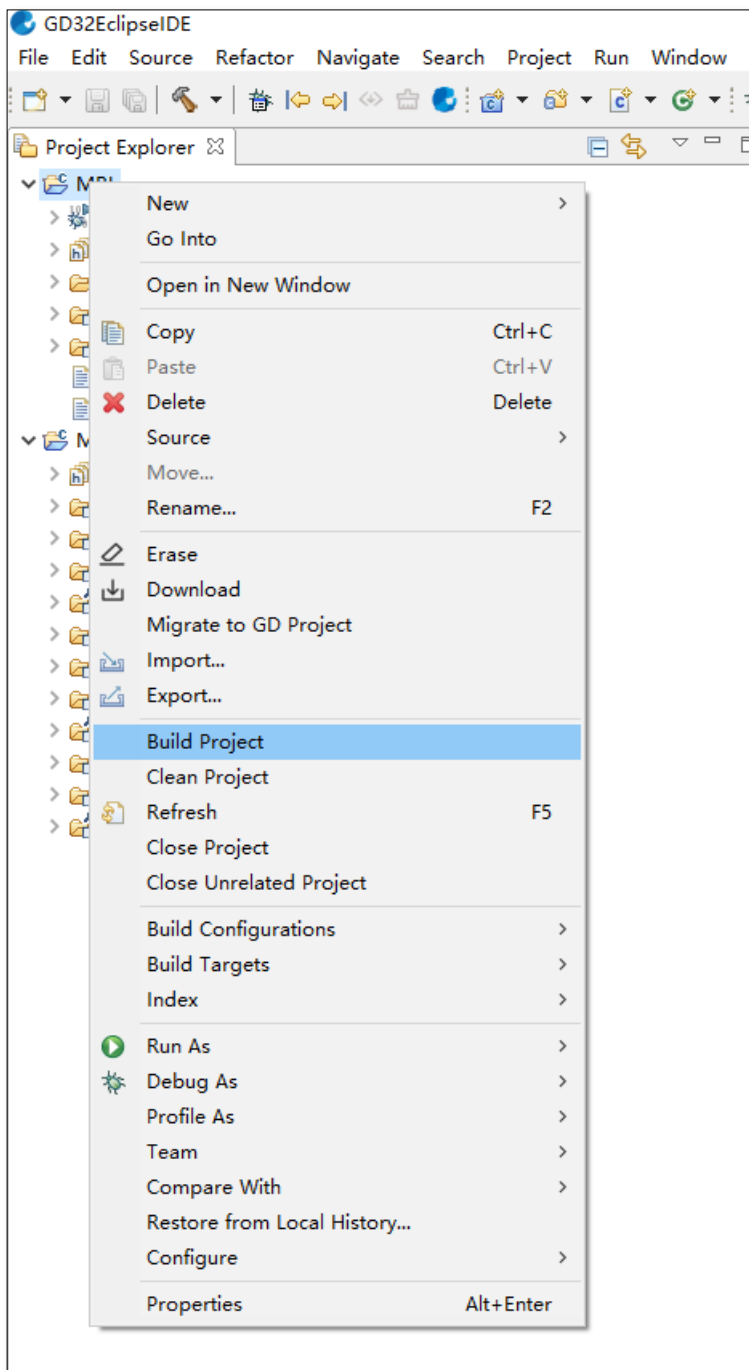 GD32EclipseIDE
File Edit Source Refactor Navigate Search Project Run Window
Project Explorer
New
Go Into
Open in New Window
Copy Ctrl+C
Paste Ctrl+V
Delete Delete
Source
Move...
Rename... F2
Erase
Download
Migrate to GD Project
Import...
Export...
Build Project
Clean Project
Refresh F5
Close Project
Close Unrelated Project
Build Configurations
Build Targets
Index
Run As
Debug As
Profile As
Team
Compare With
Restore from Local History...
Configure
Properties Alt+Enter